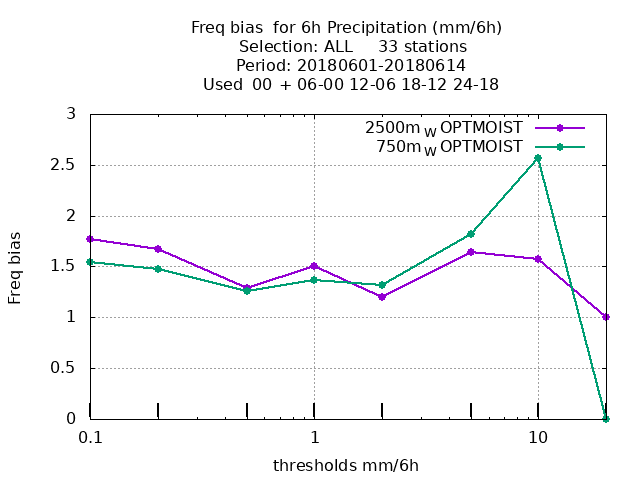 Freq bias  for 6h Precipitation (mm/6h)
Selection: ALL     33 stations
Period: 20180601-20180614
Used  00  + 06-00 12-06 18-12 24-18
2500m W OPTMOIST
750m W OPTMOIST
3
2.5
2
1.5
1
0.5
0
Freq bias
0.1 1 10
thresholds mm/6h